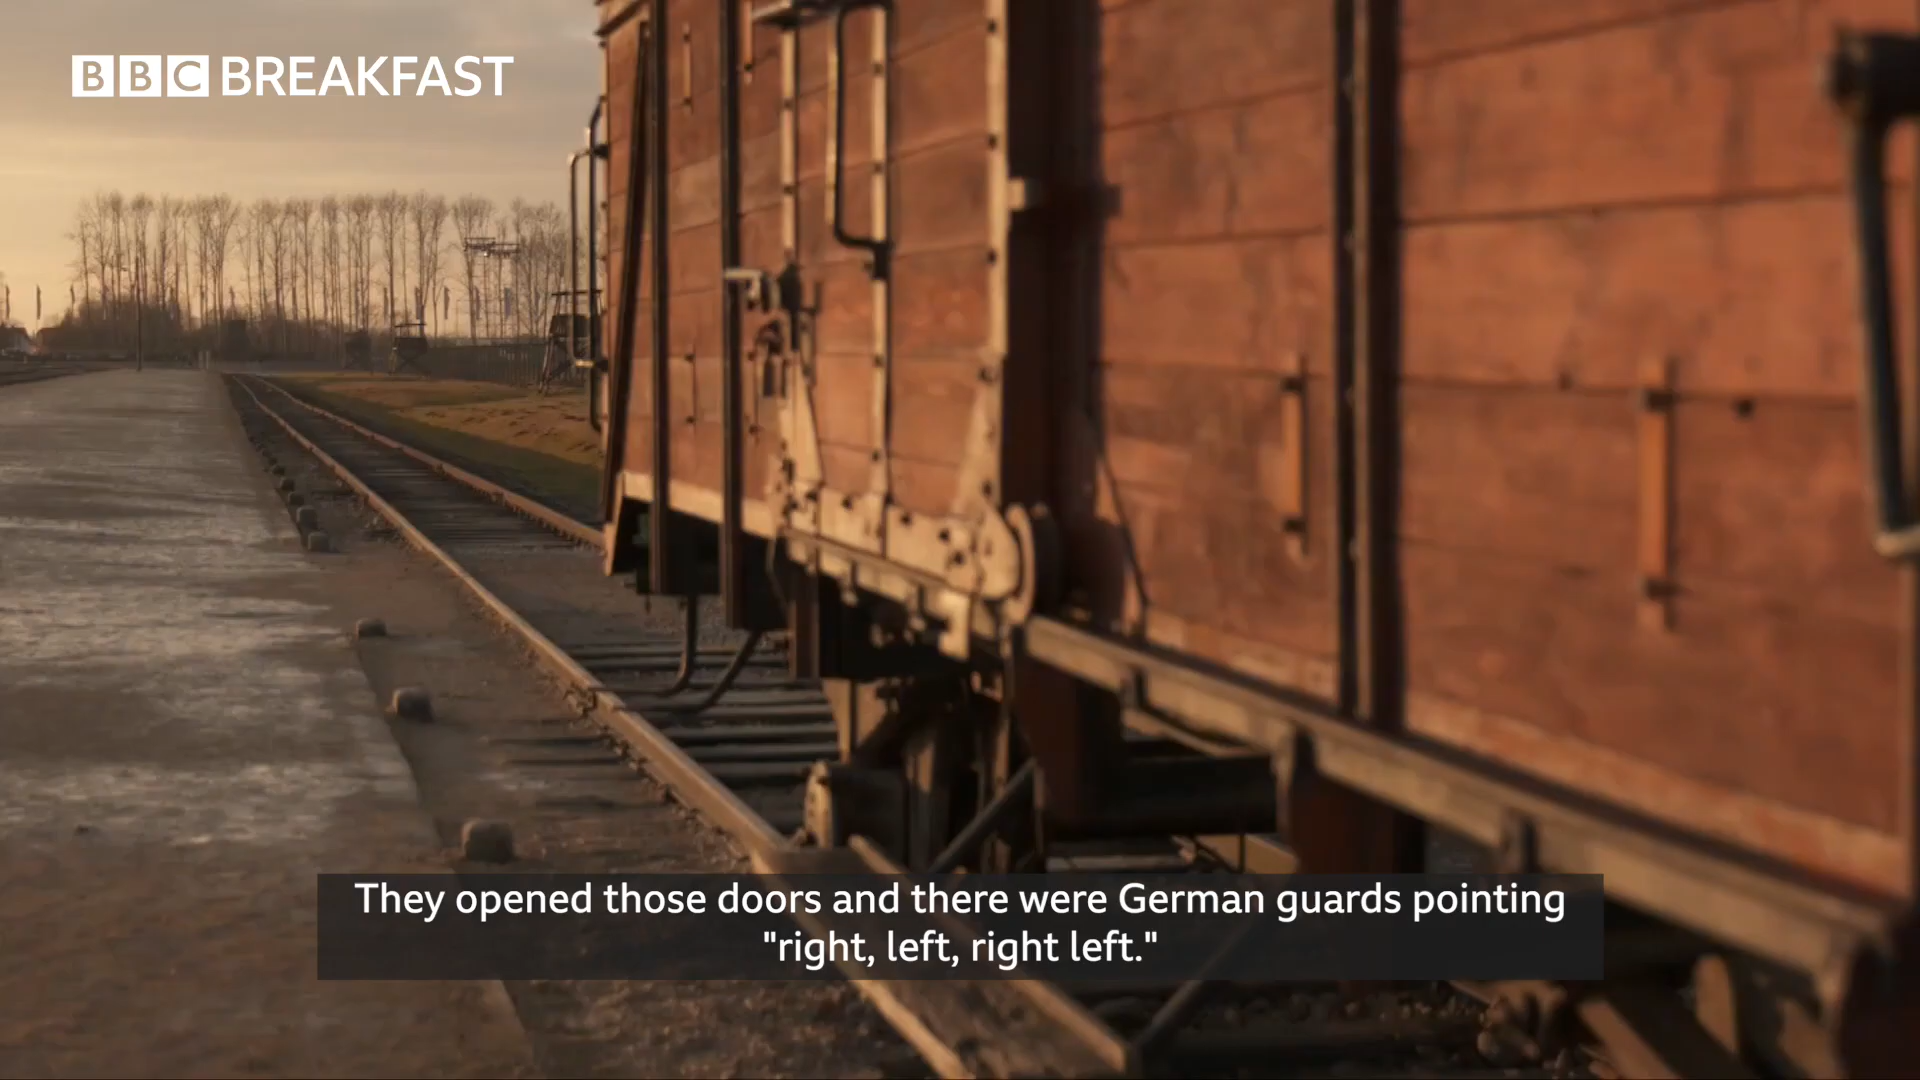 BBC BREAKFAST
They opened those doors and there were German guards pointing
"right, left, right left."